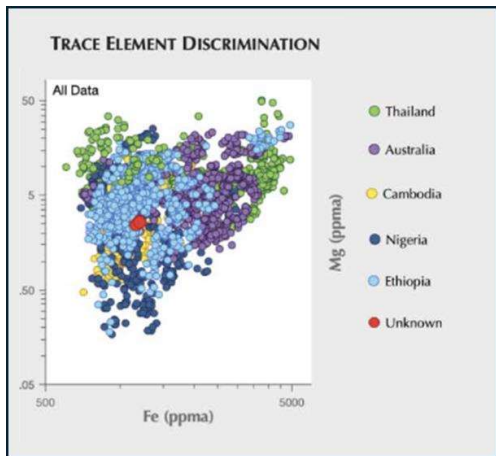 TRACE ELEMENT DISCRIMINATION
All Data
50
5
.50
.05
500
5000
Fe (ppma)
Mg (ppma)
Thailand
Australia
Cambodia
Nigeria
Ethiopia
Unknown